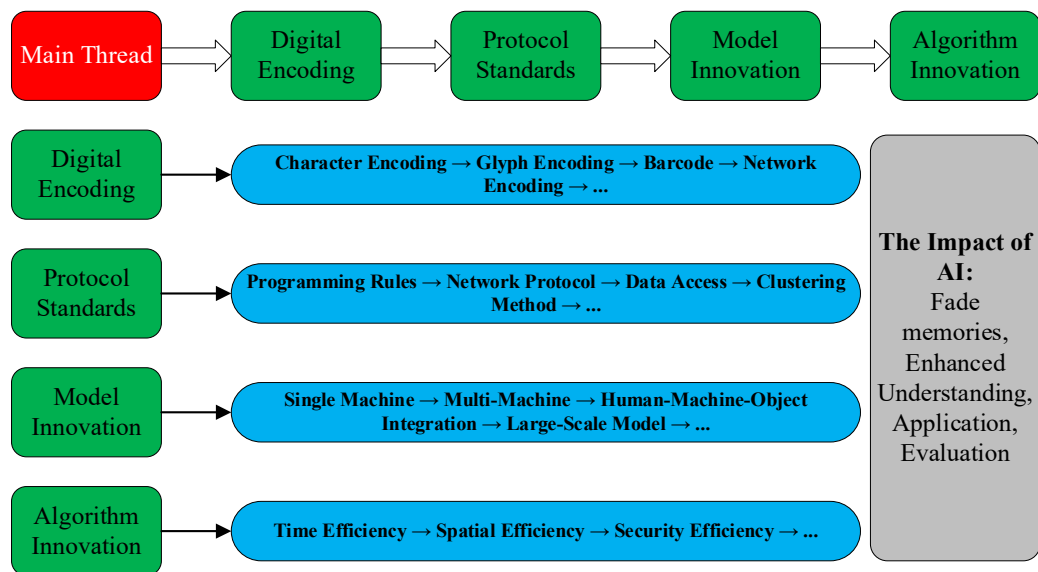 Main Thread
Digital
Encoding
Protocol
Standards
Model
Innovation
Algorithm
Innovation
Digital
Encoding
Character Encoding → Glyph Encoding → Barcode → Network
Encoding → ...
Protocol
Standards
Programming Rules → Network Protocol → Data Access → Clustering
Method → ...
Model
Innovation
Single Machine → Multi-Machine → Human-Machine-Object
Integration → Large-Scale Model → ...
Algorithm
Innovation
Time Efficiency → Spatial Efficiency → Security Efficiency → ...
The Impact of
AI:
Fade
memories,
Enhanced
Understanding,
Application,
Evaluation